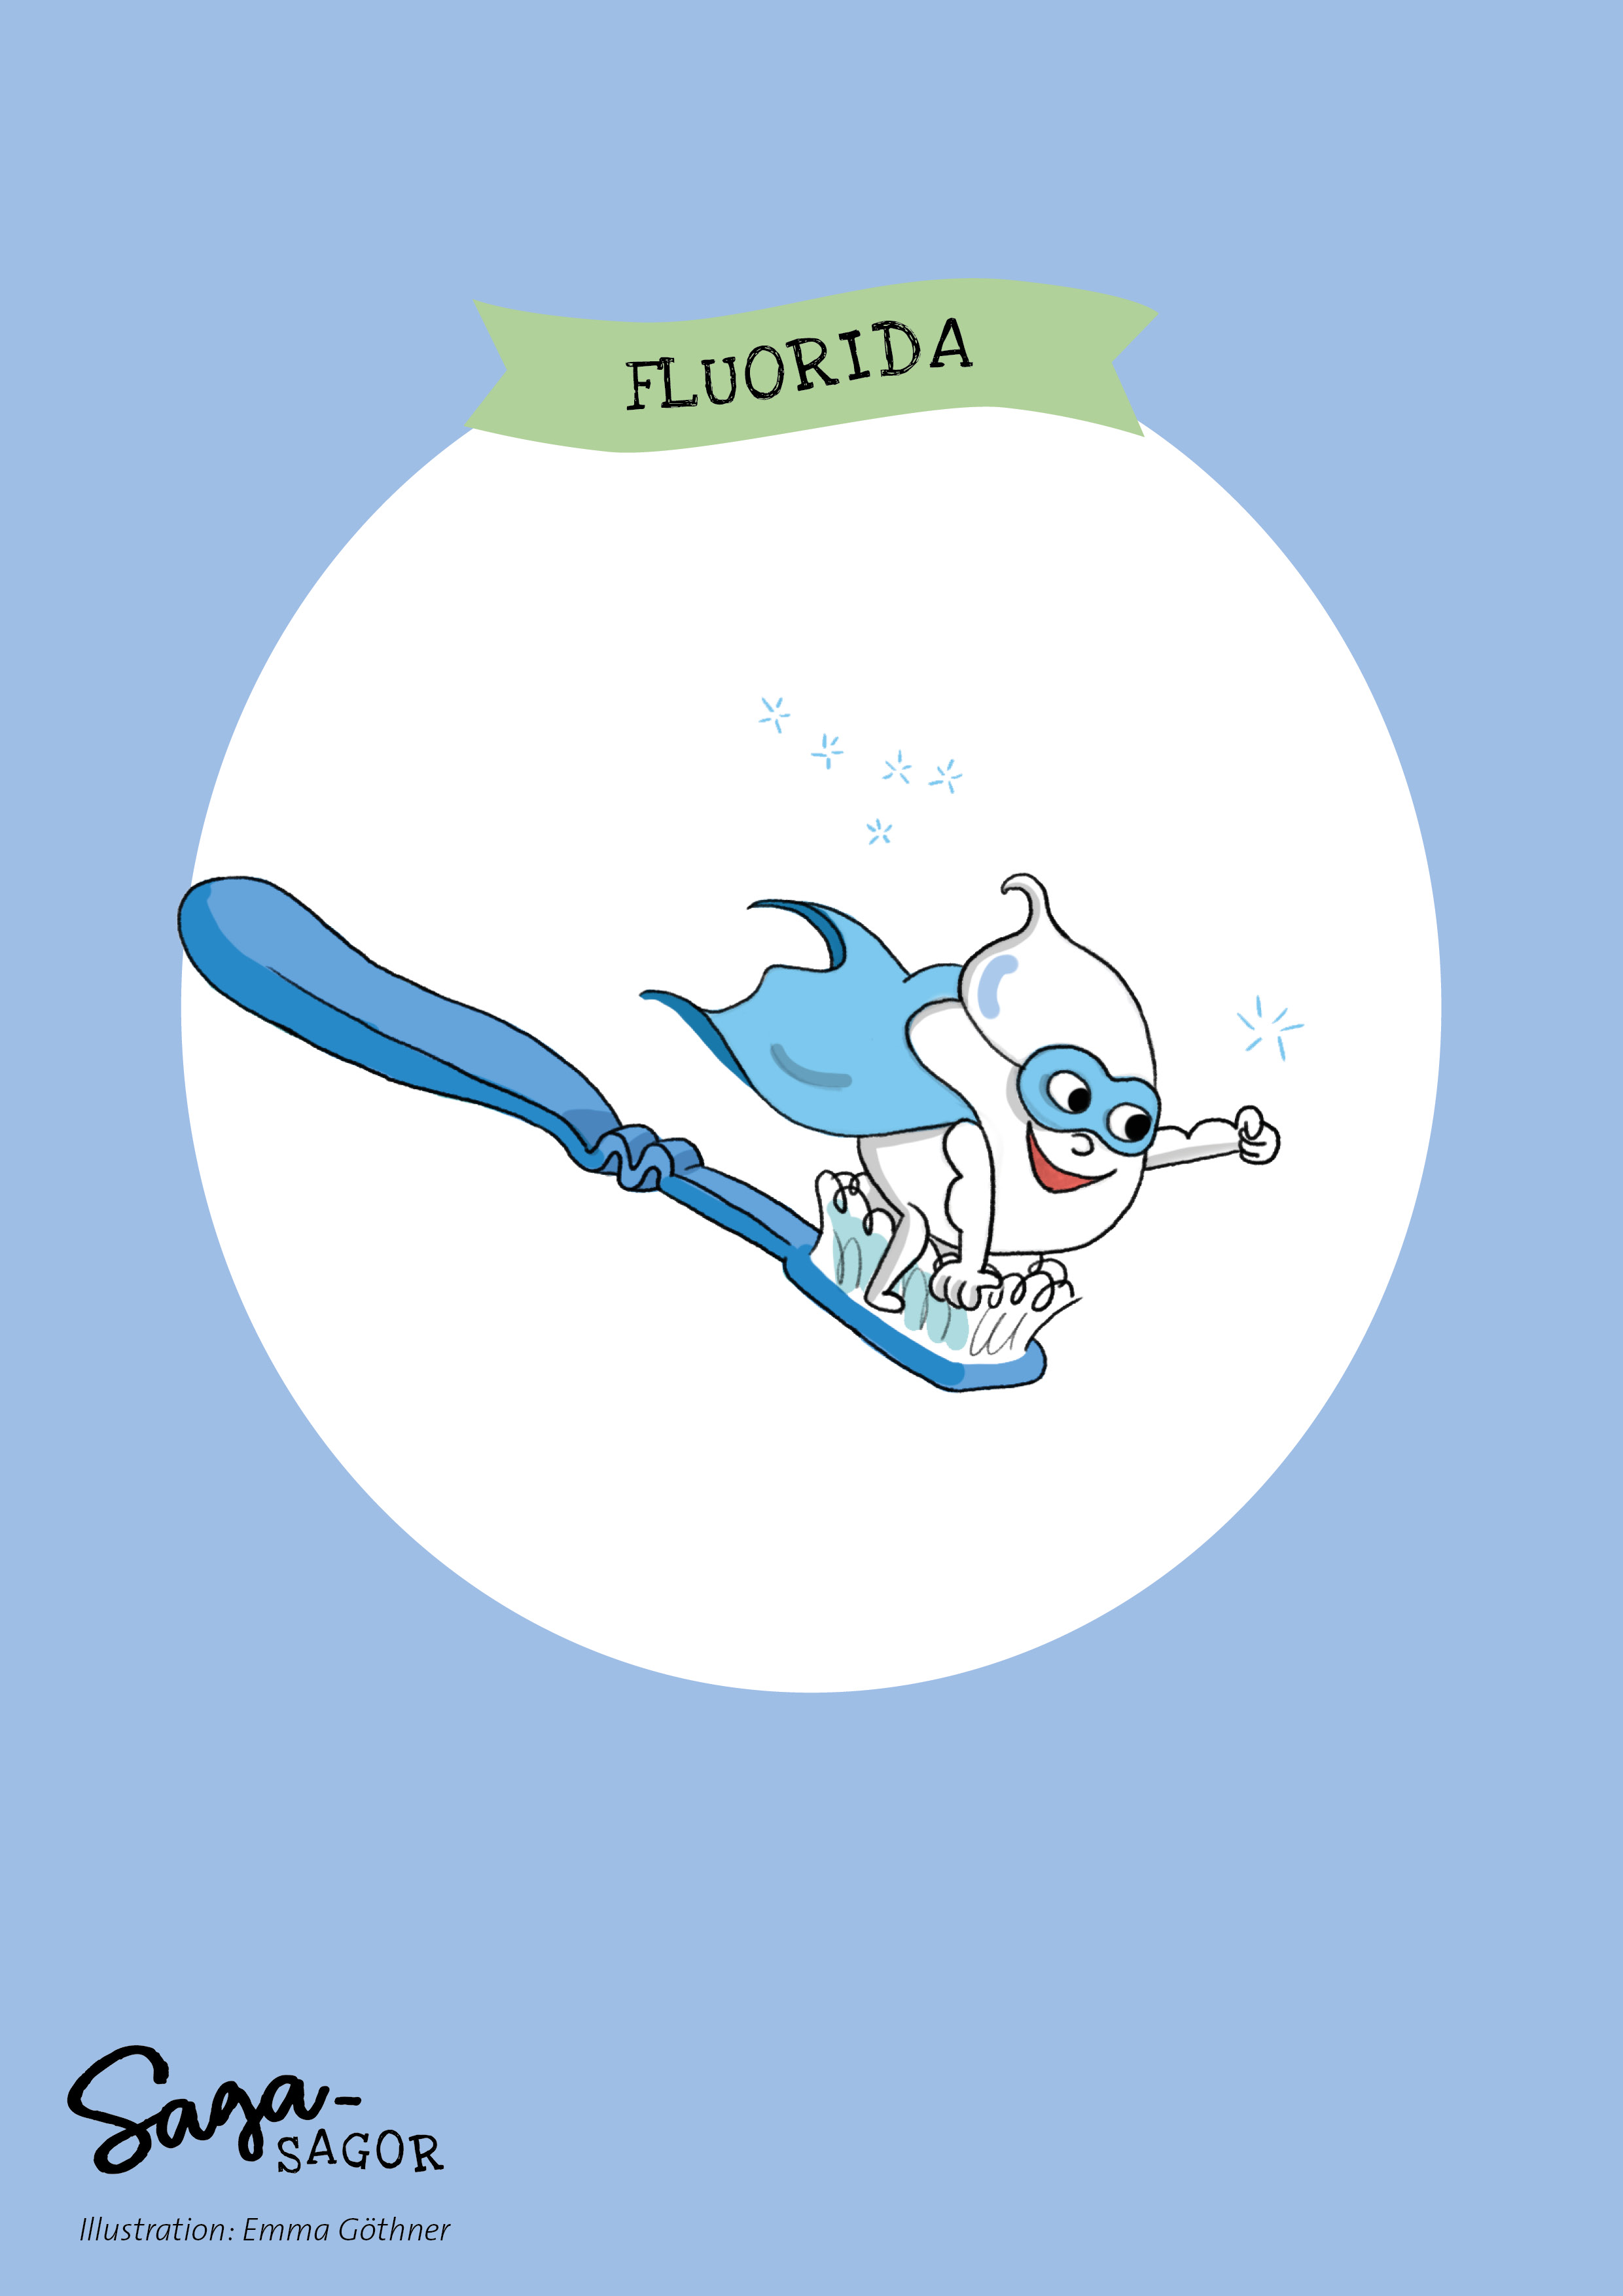 FLUORIDA
Saga-
SAGOR
Illustration: Emma Göthner